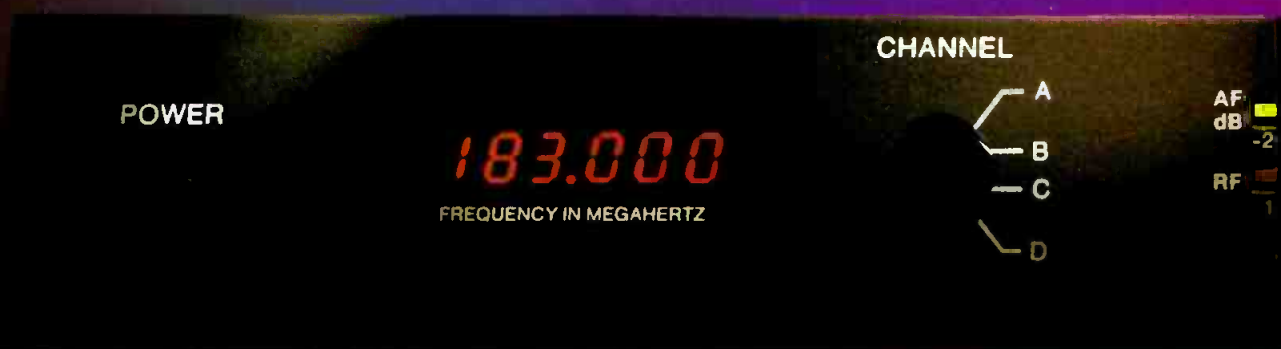 CHANNEL
A
POWER
AF
dB
183.000
B
-2
C
RF
FREQUENCY IN MEGAHERTZ
1
D